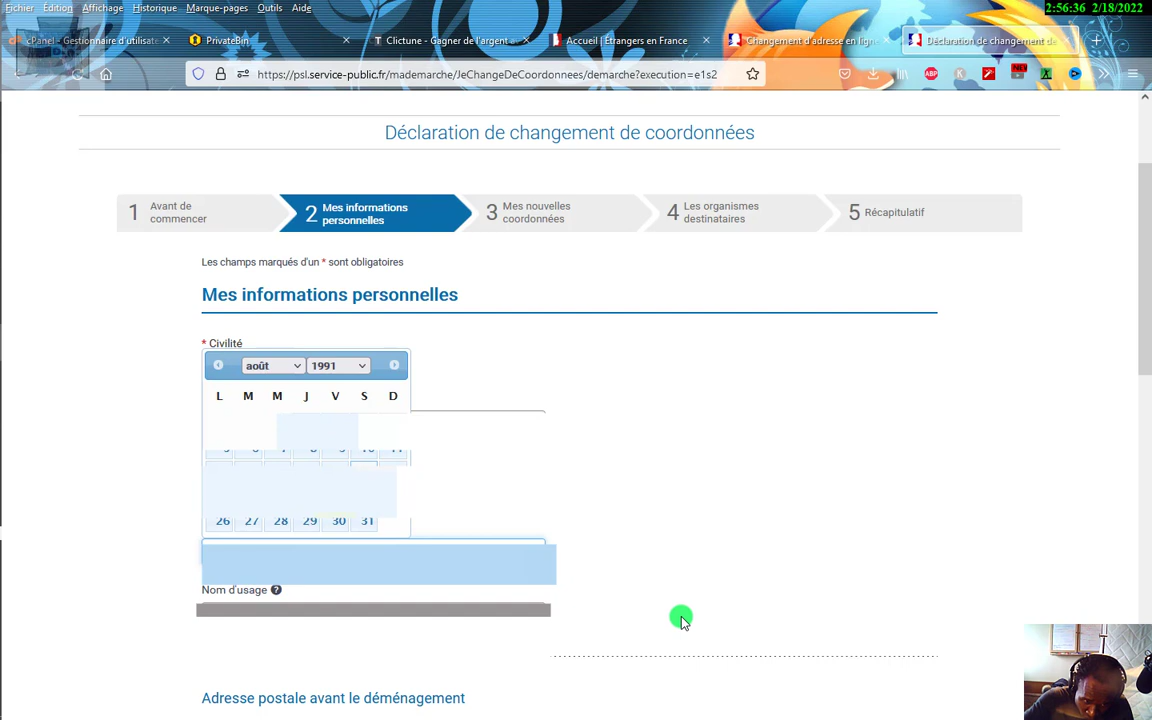 Fichier Édition Affichage Historique Marque-pages Outils Aide
2:56:36 2/18/2022
cPanel - Gestionnaire d'utilisate
PrivateBin
Clictune - Gagner de l'argent
Accueil | Étrangers en France
Changement d'adresse en ligne
Déclaration de changement de
https://psl.service-public.fr/mademarche/JeChangeDeCoordonnees/demarche?execution=e1s2
ABP
Déclaration de changement de coordonnées
1 Avant de
commencer
2 Mes informations
personnelles
3 Mes nouvelles
coordonnées
4 Les organismes
destinataires
5 Récapitulatif
Les champs marqués d'un * sont obligatoires
Mes informations personnelles
* Civilité
août 1991
L M M J V S D
26 27 28 29 30 31
Nom d'usage ?
Adresse postale avant le déménagement